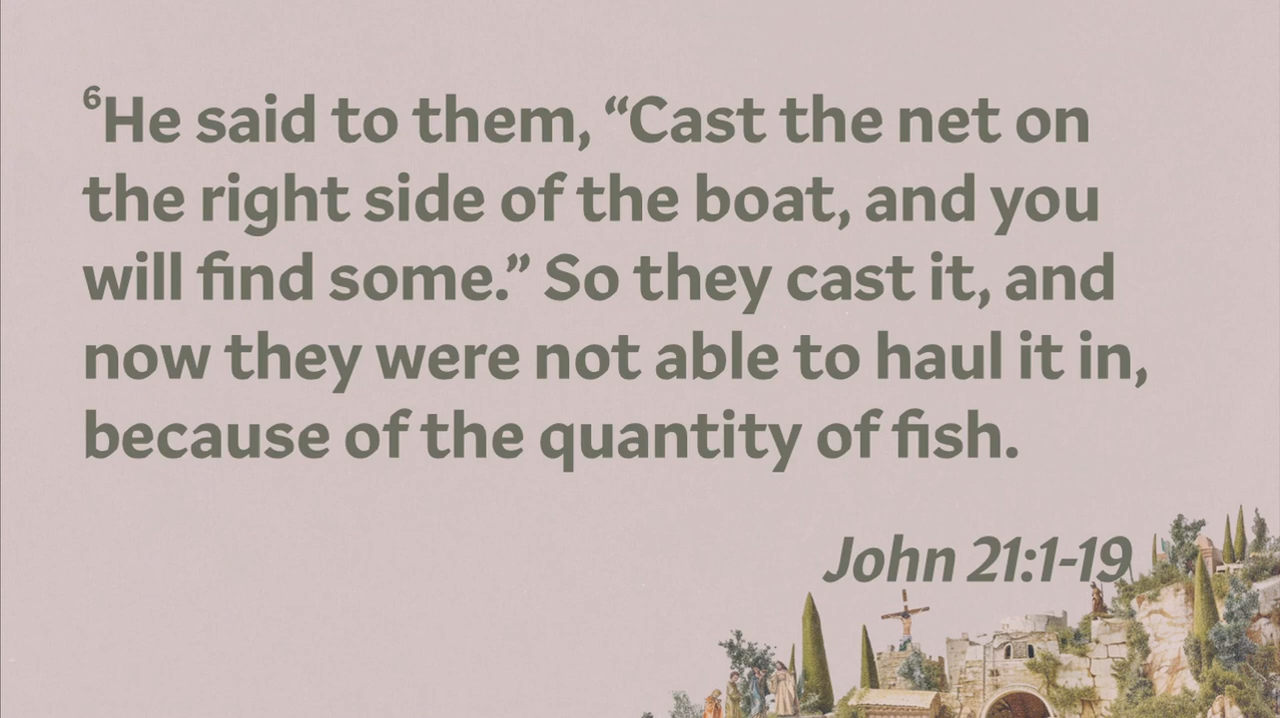 ⁶He said to them, “Cast the net on
the right side of the boat, and you
will find some.” So they cast it, and
now they were not able to haul it in,
because of the quantity of fish.
John 21:1-19